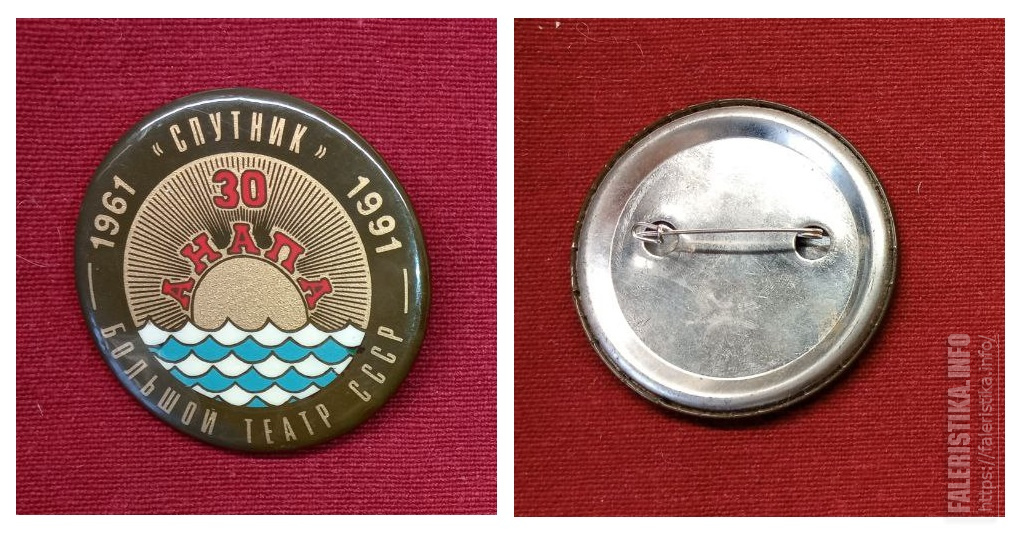 «СПУТНИК»
1961
1991
30
АНАПА
БОЛЬШОЙ ТЕАТР СССР
FALERISTIKA.INFO
https://faleristika.info/